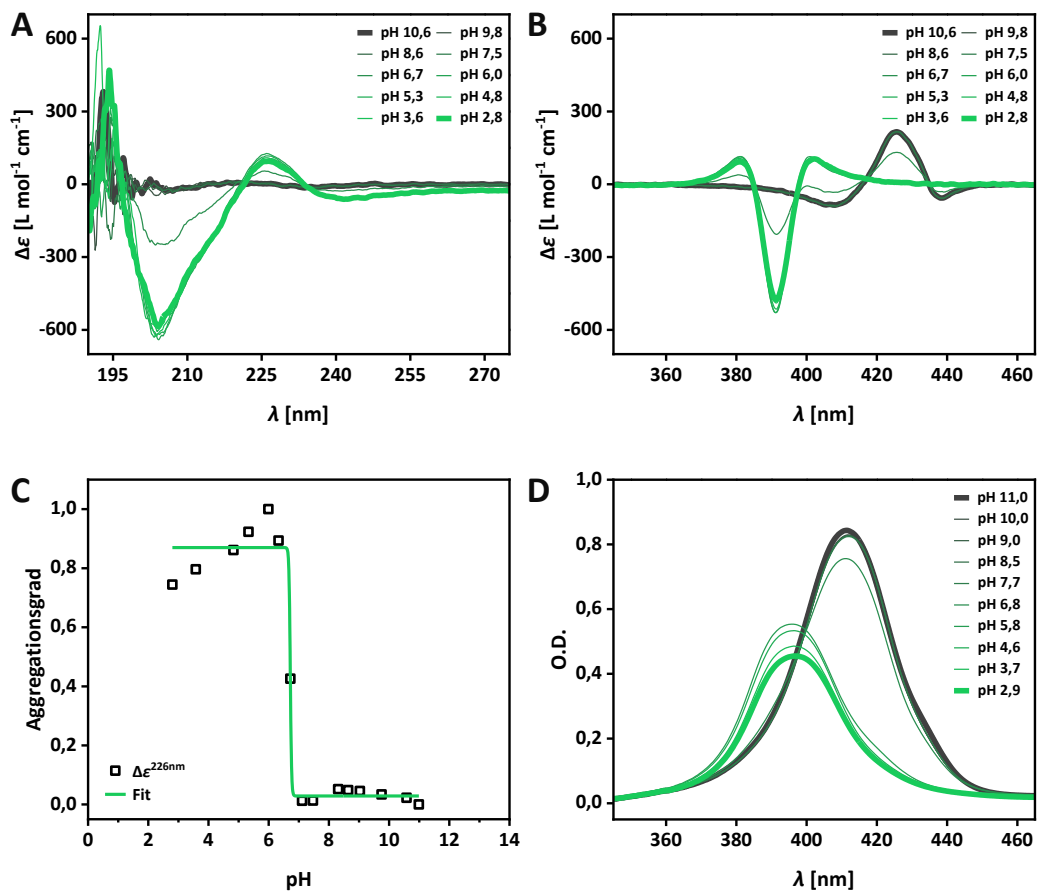 A
600
300
0
-300
-600
Δε [L mol⁻¹ cm⁻¹]
pH 10,6 pH 9,8
pH 8,6 pH 7,5
pH 6,7 pH 6,0
pH 5,3 pH 4,8
pH 3,6 pH 2,8
195 210 225 240 255 270
λ [nm]
B
600
300
0
-300
-600
Δε [L mol⁻¹ cm⁻¹]
pH 10,6 pH 9,8
pH 8,6 pH 7,5
pH 6,7 pH 6,0
pH 5,3 pH 4,8
pH 3,6 pH 2,8
360 380 400 420 440 460
λ [nm]
C
1,0
0,8
0,6
0,4
0,2
0,0
Aggregationsgrad
Δε²²⁶ⁿᵐ
Fit
0 2 4 6 8 10 12 14
pH
D
1,0
0,8
0,6
0,4
0,2
0,0
O.D.
pH 11,0
pH 10,0
pH 9,0
pH 8,5
pH 7,7
pH 6,8
pH 5,8
pH 4,6
pH 3,7
pH 2,9
360 380 400 420 440 460
λ [nm]